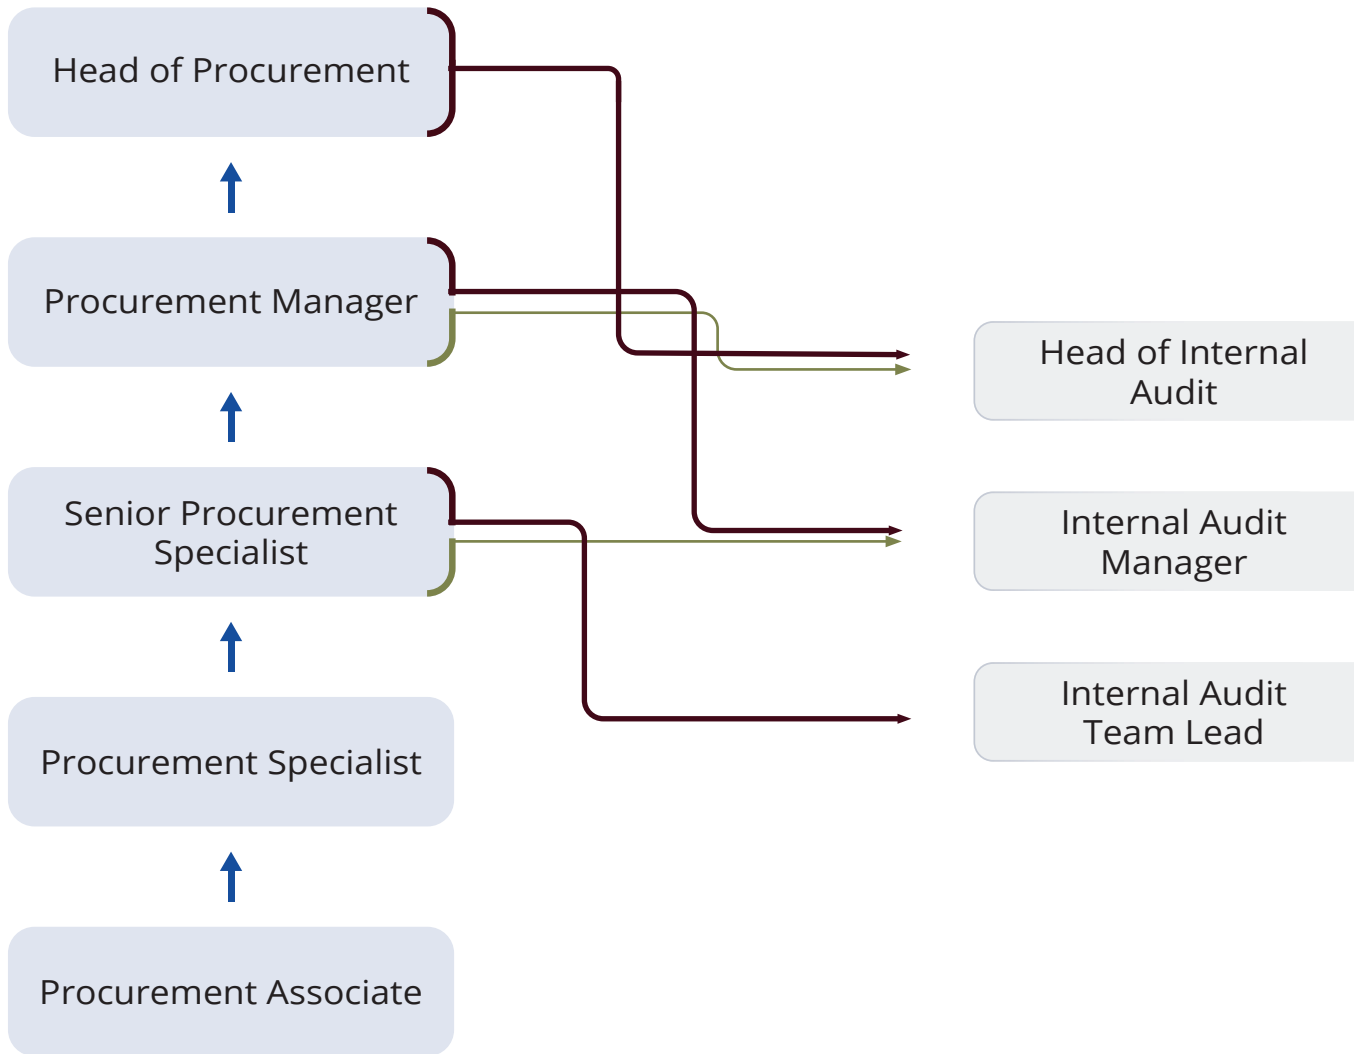 Head of Procurement
Procurement Manager
Senior Procurement
Specialist
Procurement Specialist
Procurement Associate
Head of Internal
Audit
Internal Audit
Manager
Internal Audit
Team Lead